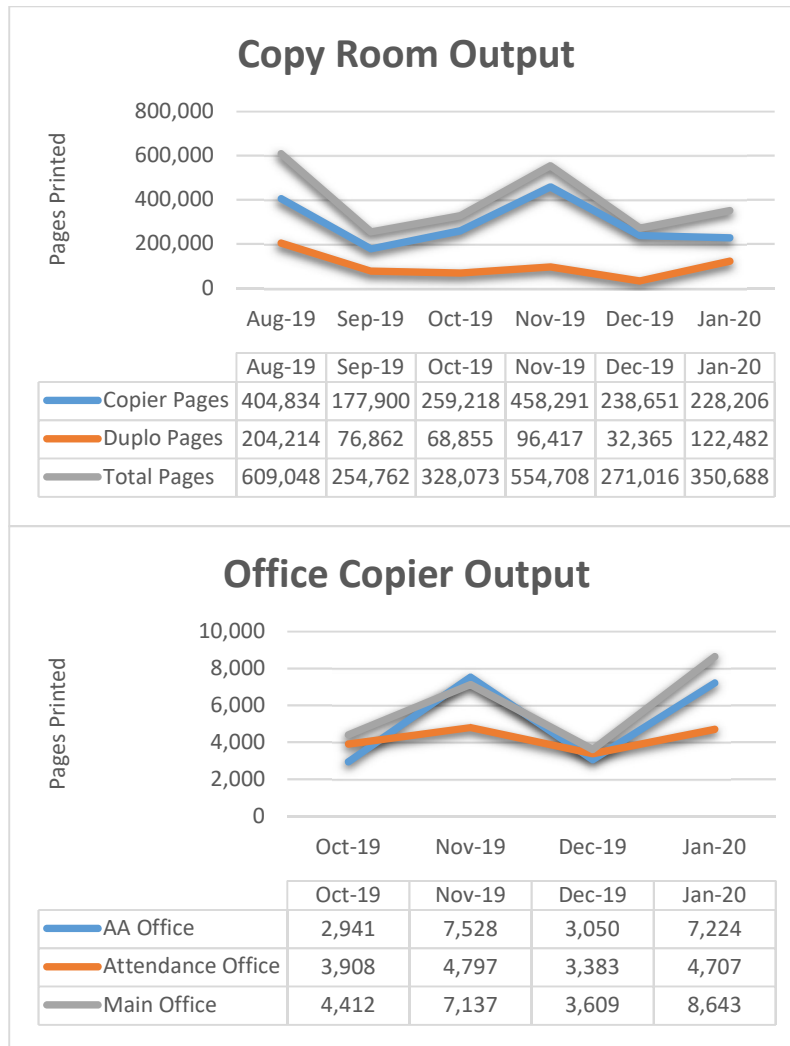 Copy Room Output
Pages Printed
800,000
600,000
400,000
200,000
0
Aug-19 Sep-19 Oct-19 Nov-19 Dec-19 Jan-20
Aug-19 Sep-19 Oct-19 Nov-19 Dec-19 Jan-20
Copier Pages 404,834 177,900 259,218 458,291 238,651 228,206
Duplo Pages 204,214 76,862 68,855 96,417 32,365 122,482
Total Pages 609,048 254,762 328,073 554,708 271,016 350,688
Office Copier Output
Pages Printed
10,000
8,000
6,000
4,000
2,000
0
Oct-19 Nov-19 Dec-19 Jan-20
Oct-19 Nov-19 Dec-19 Jan-20
AA Office 2,941 7,528 3,050 7,224
Attendance Office 3,908 4,797 3,383 4,707
Main Office 4,412 7,137 3,609 8,643